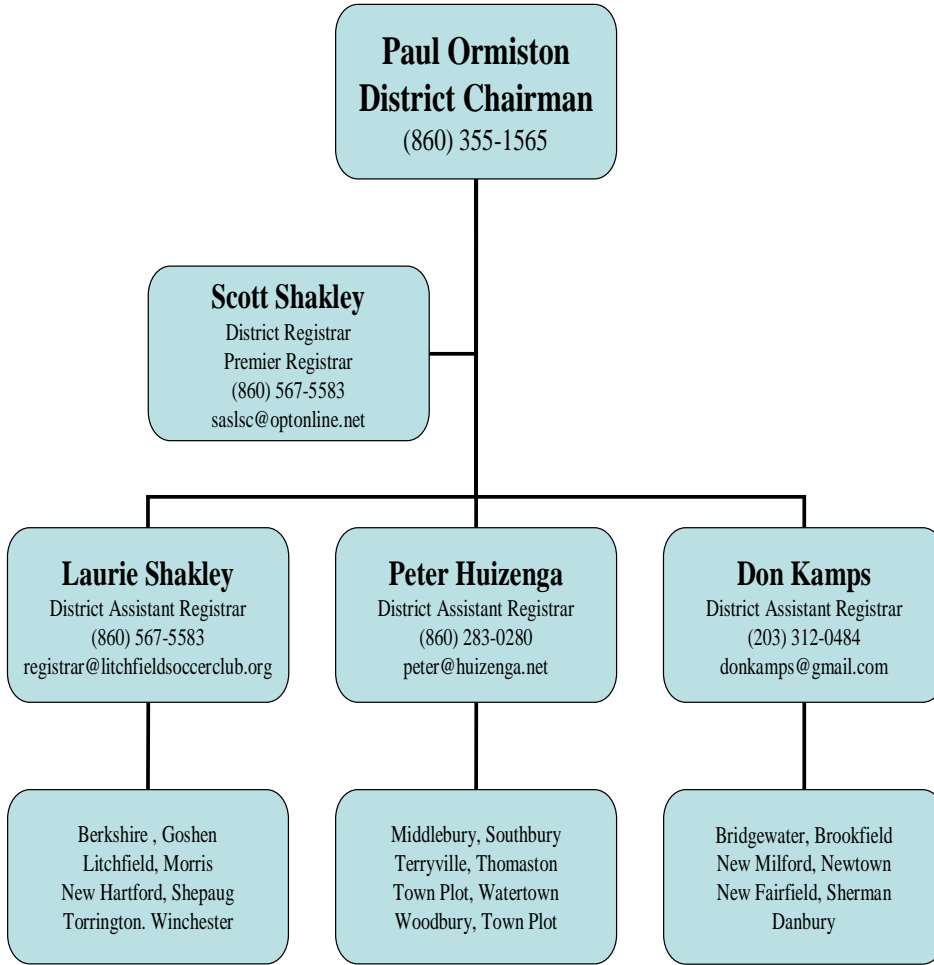 Paul Ormiston
District Chairman
(860) 355-1565
Scott Shakley
District Registrar
Premier Registrar
(860) 567-5583
saslsc@optonline.net
Laurie Shakley
District Assistant Registrar
(860) 567-5583
registrar@litchfieldsoccerclub.org
Peter Huizenga
District Assistant Registrar
(860) 283-0280
peter@huizenga.net
Don Kamps
District Assistant Registrar
(203) 312-0484
donkamps@gmail.com
Berkshire , Goshen
Litchfield, Morris
New Hartford, Shepaug
Torrington. Winchester
Middlebury, Southbury
Terryville, Thomaston
Town Plot, Watertown
Woodbury, Town Plot
Bridgewater, Brookfield
New Milford, Newtown
New Fairfield, Sherman
Danbury